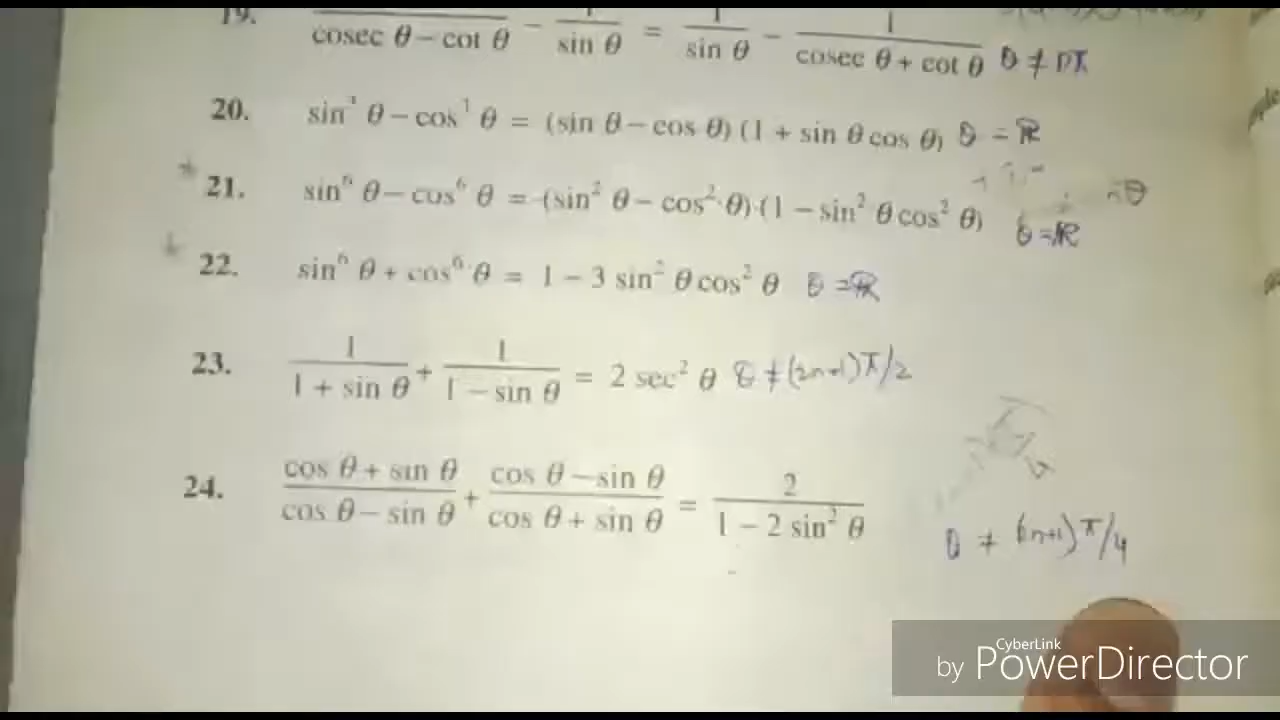 19. cosec θ – cot θ – 1/sin θ = 1/sin θ – 1/(cosec θ + cot θ) θ ≠ nπ
20. sin³ θ – cos³ θ = (sin θ – cos θ) (1 + sin θ cos θ) θ = ℝ
21. sin⁶ θ – cos⁶ θ = (sin² θ – cos² θ) (1 – sin² θ cos² θ) θ = ℝ
22. sin⁶ θ + cos⁶ θ = 1 – 3 sin² θ cos² θ θ = ℝ
23. 1/(1 + sin θ) + 1/(1 – sin θ) = 2 sec² θ θ ≠ (2n+1)π/2
24. (cos θ + sin θ)/(cos θ – sin θ) + (cos θ – sin θ)/(cos θ + sin θ) = 2/(1 – 2 sin² θ)
θ ≠ (2n+1)π/4
CyberLink
by PowerDirector